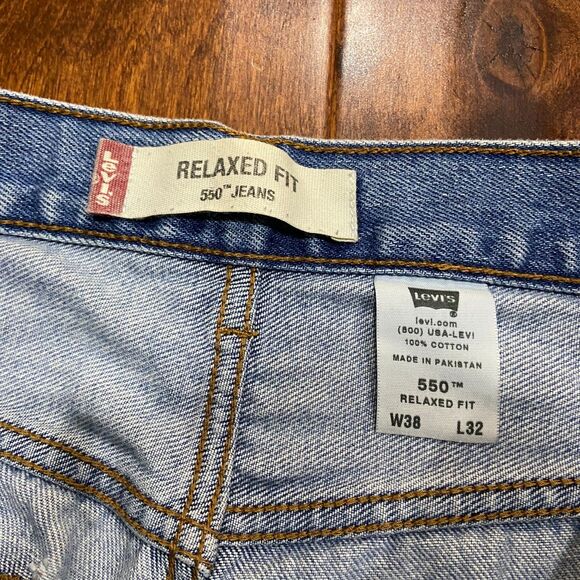 Levi's
RELAXED FIT
550™ JEANS
Levi's
®
levi.com
(800) USA-LEVI
100% COTTON
MADE IN PAKISTAN
550™
RELAXED FIT
W38 L32